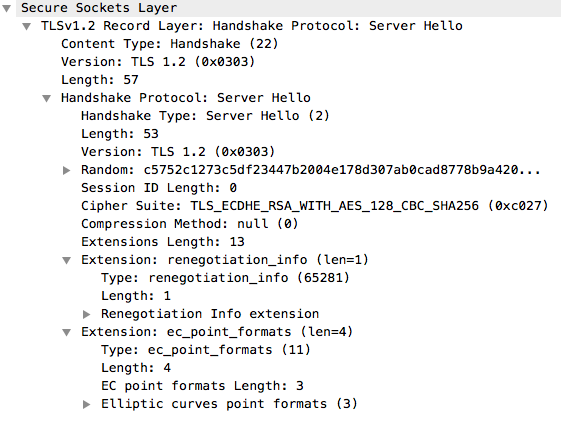 Secure Sockets Layer
TLSv1.2 Record Layer: Handshake Protocol: Server Hello
Content Type: Handshake (22)
Version: TLS 1.2 (0x0303)
Length: 57
Handshake Protocol: Server Hello
Handshake Type: Server Hello (2)
Length: 53
Version: TLS 1.2 (0x0303)
Random: c5752c1273c5df23447b2004e178d307ab0cad8778b9a420...
Session ID Length: 0
Cipher Suite: TLS_ECDHE_RSA_WITH_AES_128_CBC_SHA256 (0xc027)
Compression Method: null (0)
Extensions Length: 13
Extension: renegotiation_info (len=1)
Type: renegotiation_info (65281)
Length: 1
Renegotiation Info extension
Extension: ec_point_formats (len=4)
Type: ec_point_formats (11)
Length: 4
EC point formats Length: 3
Elliptic curves point formats (3)